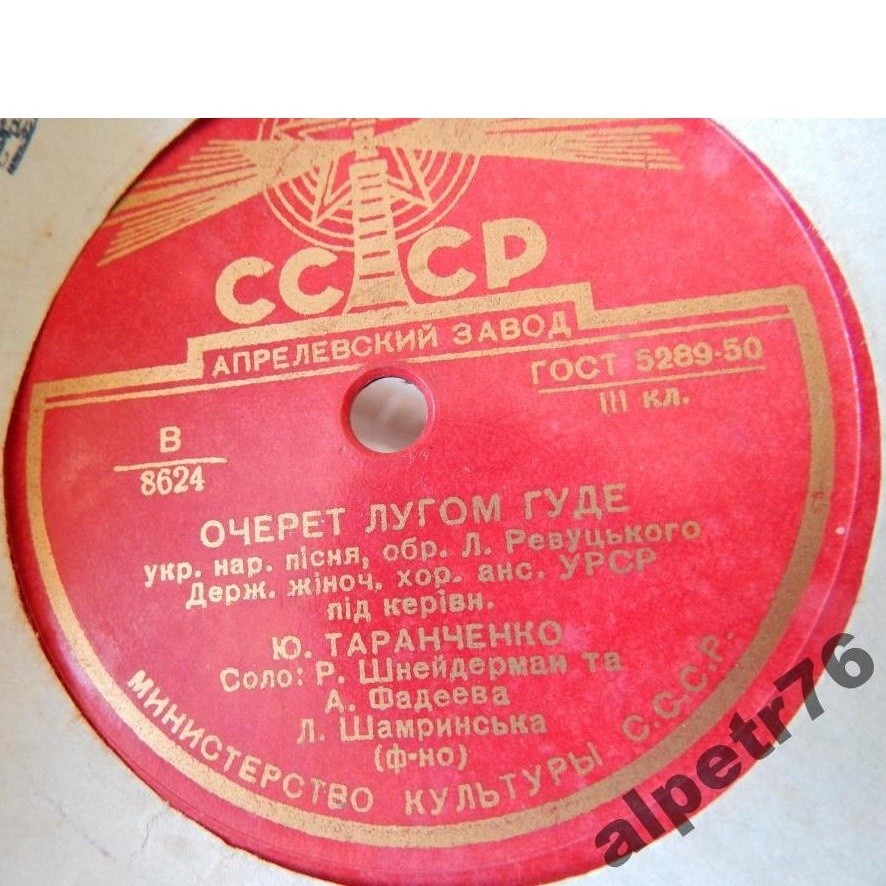 СССР
АПРЕЛЕВСКИЙ ЗАВОД
ГОСТ 5289-50
III кл.
В
8624
ОЧЕРЕТ ЛУГОМ ГУДЕ
укр. нар. пісня, обр. Л. Ревуцького
Держ. жіноч. хор. анс. УРСР
під керівн.
Ю. ТАРАНЧЕНКО
Соло: Р. Шнейдерман та
А. Фадеева
Л. Шамринська
(ф-но)
МИНИСТЕРСТВО КУЛЬТУРЫ С.С.С.Р.
alpetr76